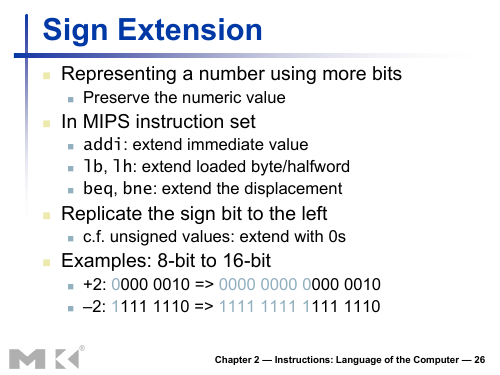 Sign Extension
Representing a number using more bits
Preserve the numeric value
In MIPS instruction set
addi: extend immediate value
lb, lh: extend loaded byte/halfword
beq, bne: extend the displacement
Replicate the sign bit to the left
c.f. unsigned values: extend with 0s
Examples: 8-bit to 16-bit
+2: 0000 0010 => 0000 0000 0000 0010
–2: 1111 1110 => 1111 1111 1111 1110
MK®
Chapter 2 — Instructions: Language of the Computer — 26